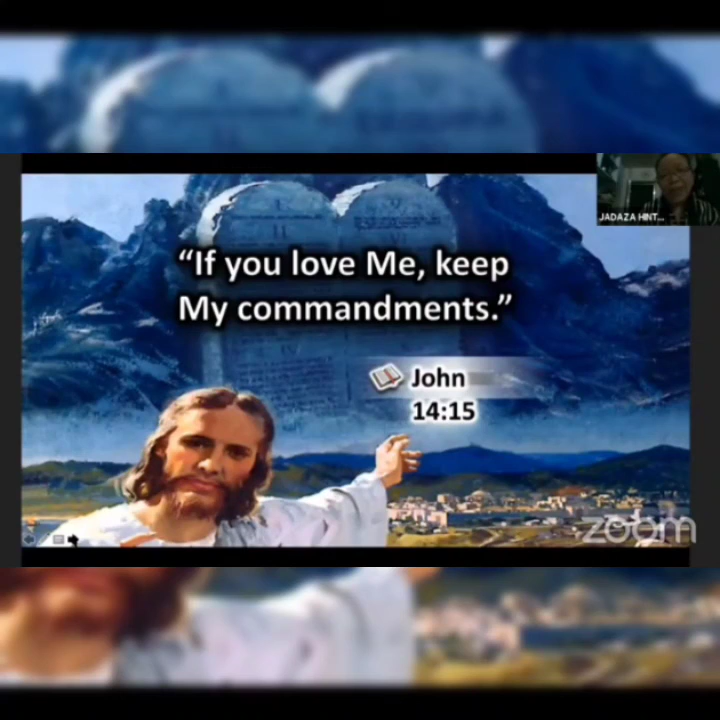 JADAZA HINT...
“If you love Me, keep
My commandments.”
John
14:15
zoom